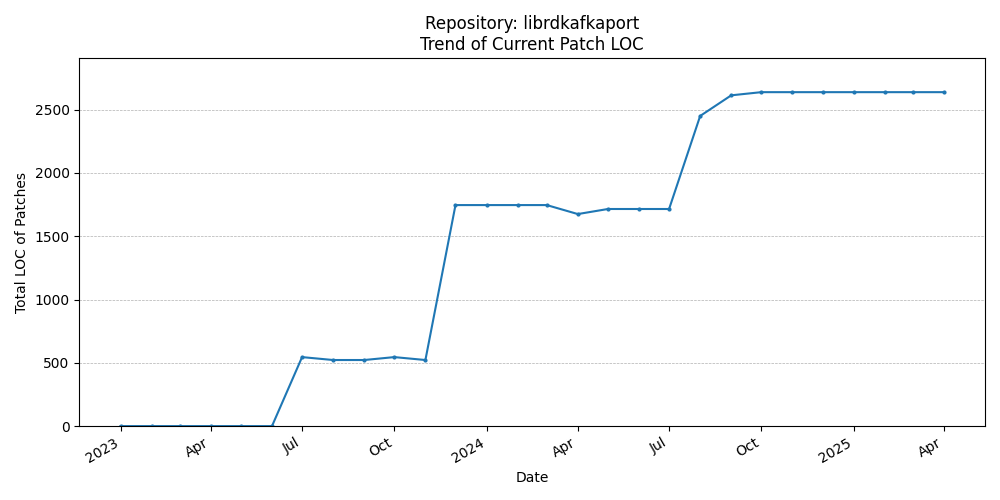 Repository: librdkafkaport
Trend of Current Patch LOC
Total LOC of Patches
2500
2000
1500
1000
500
0
2023
Apr
Jul
Oct
2024
Apr
Jul
Oct
2025
Apr
Date